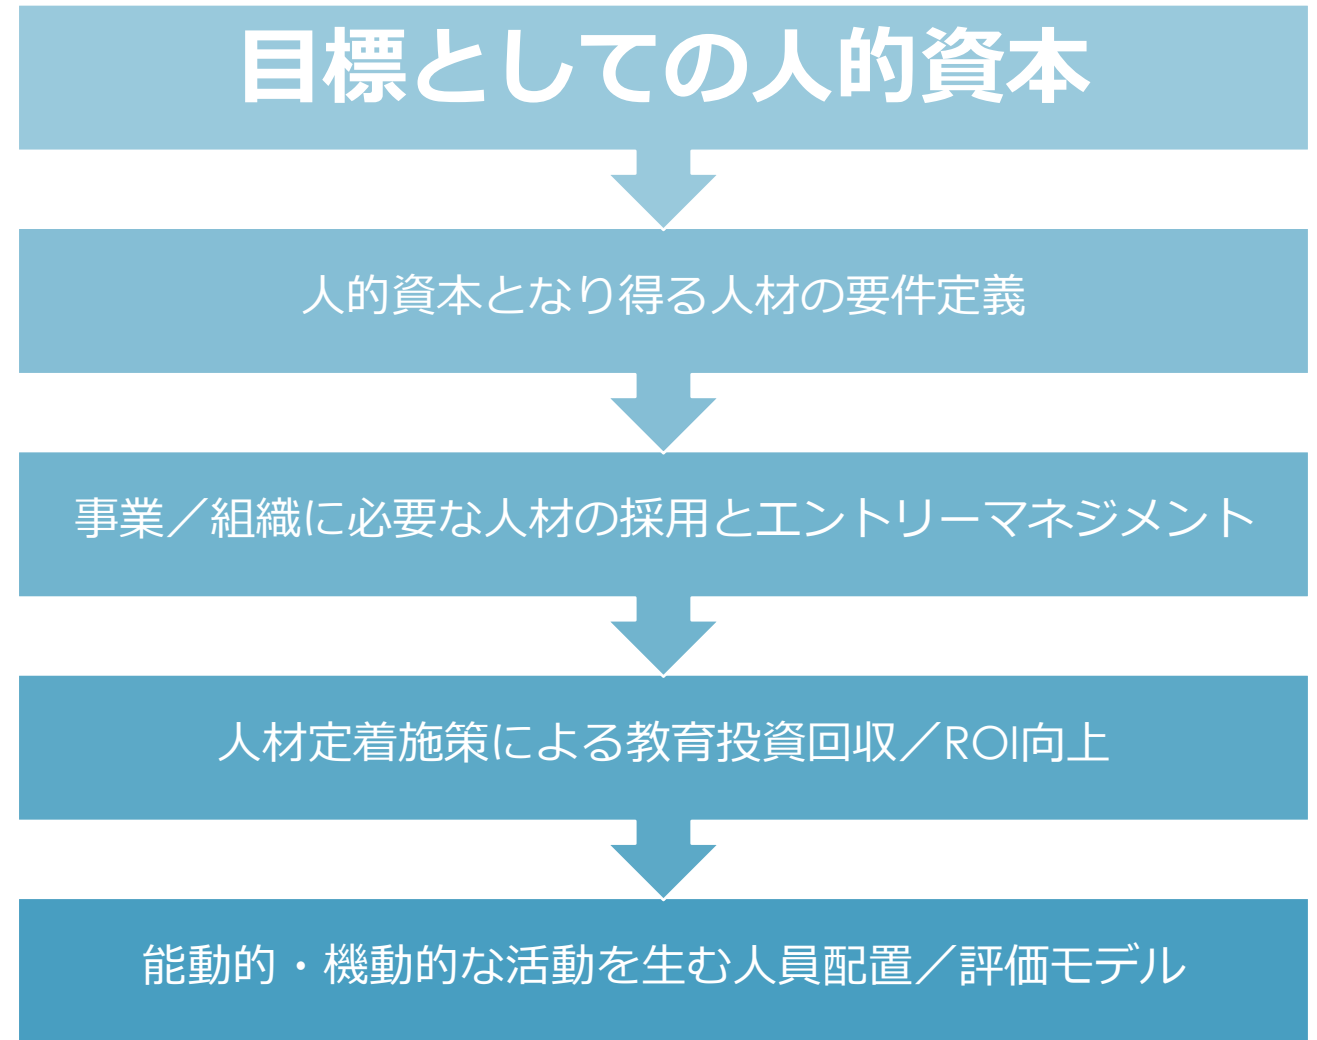 目標としての人的資本
人的資本となり得る人材の要件定義
事業／組織に必要な人材の採用とエントリーマネジメント
人材定着施策による教育投資回収／ROI向上
能動的・機動的な活動を生む人員配置／評価モデル